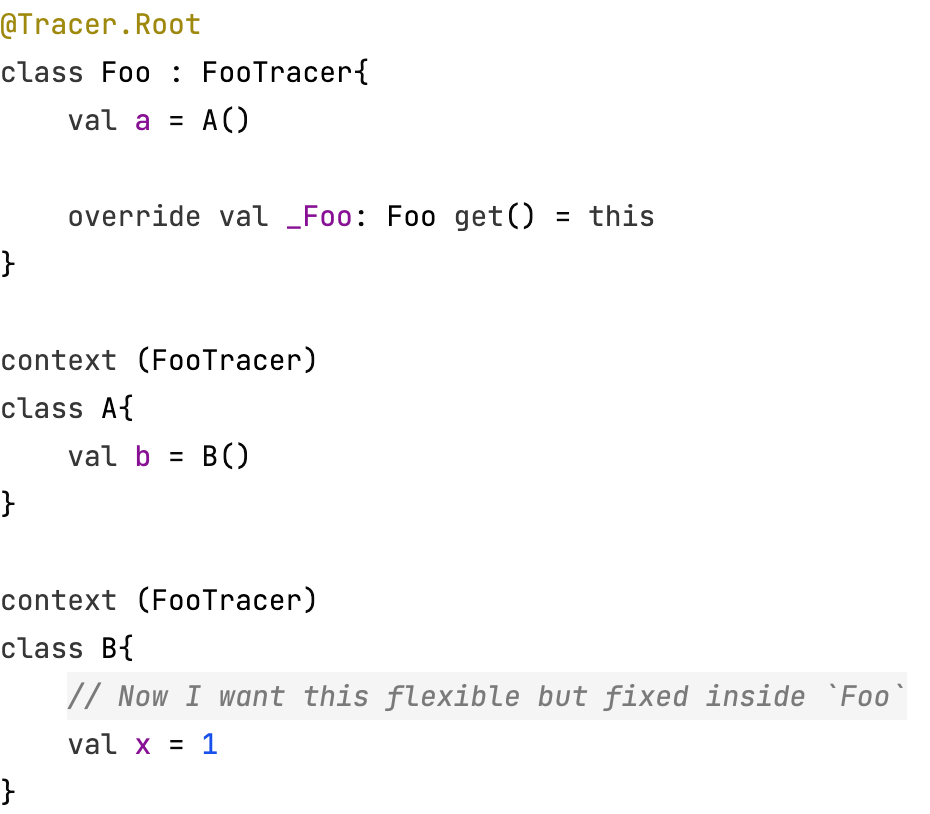 @Tracer.Root
class Foo : FooTracer{
    val a = A()

    override val _Foo: Foo get() = this
}

context (FooTracer)
class A{
    val b = B()
}

context (FooTracer)
class B{
    // Now I want this flexible but fixed inside `Foo`
    val x = 1
}